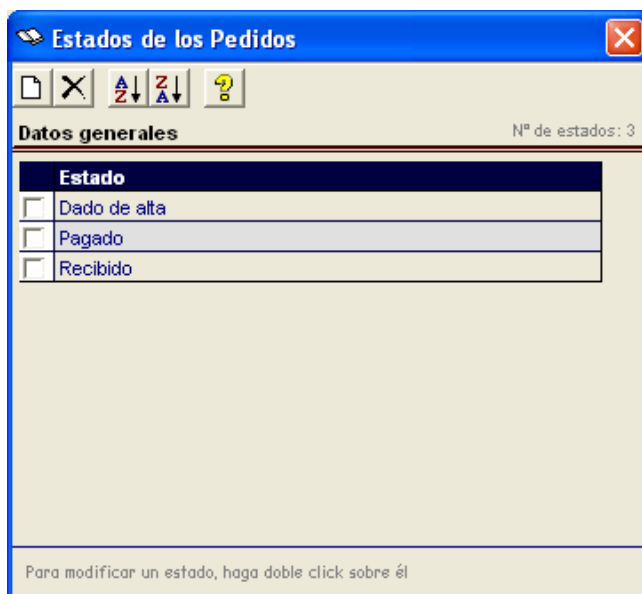 Estados de los Pedidos
Datos generales
Nº de estados: 3
Estado
Dado de alta
Pagado
Recibido
Para modificar un estado, haga doble click sobre él